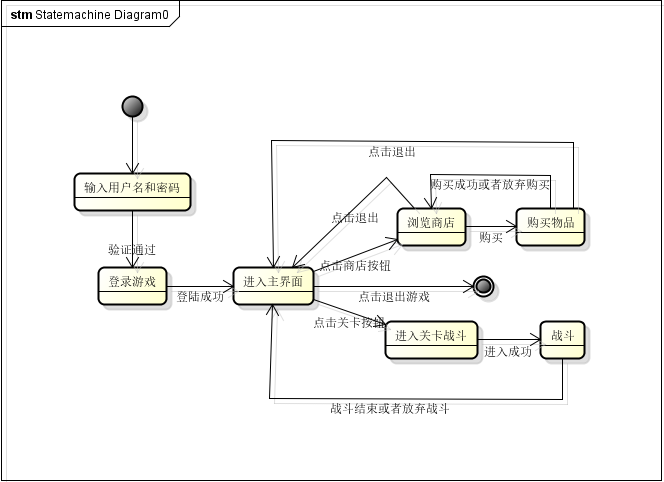 stm Statemachine Diagram0
点击退出
输入用户名和密码
购买成功或者放弃购买
点击退出
浏览商店
购买物品
购买
验证通过
点击商店按钮
登录游戏
进入主界面
登陆成功
点击退出游戏
点击关卡按钮
进入关卡战斗
战斗
进入成功
战斗结束或者放弃战斗